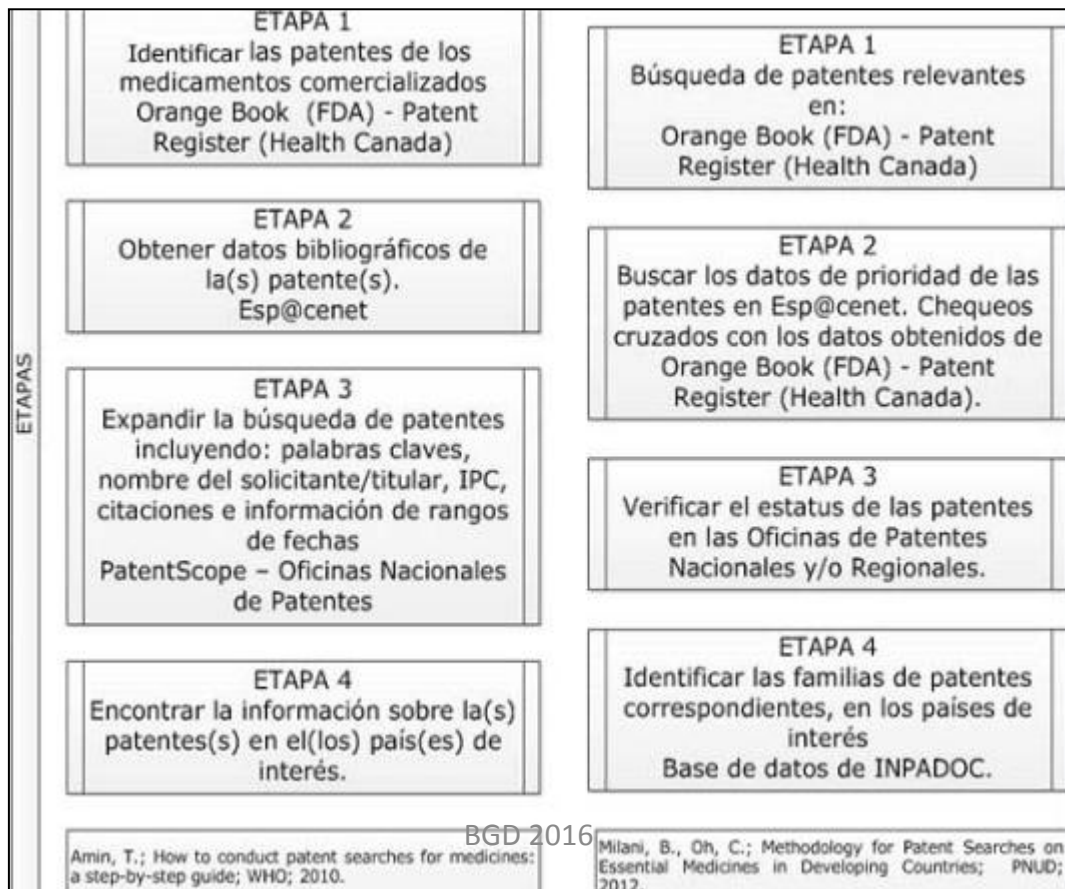 ETAPAS
ETAPA 1
Identificar las patentes de los
medicamentos comercializados
Orange Book (FDA) - Patent
Register (Health Canada)
ETAPA 2
Obtener datos bibliográficos de
la(s) patente(s).
Esp@cenet
ETAPA 3
Expandir la búsqueda de patentes
incluyendo: palabras claves,
nombre del solicitante/titular, IPC,
citaciones e información de rangos
de fechas
PatentScope – Oficinas Nacionales
de Patentes
ETAPA 4
Encontrar la información sobre la(s)
patentes(s) en el(los) país(es) de
interés.
Amin, T.; How to conduct patent searches for medicines:
a step-by-step guide; WHO; 2010.
ETAPA 1
Búsqueda de patentes relevantes
en:
Orange Book (FDA) - Patent
Register (Health Canada)
ETAPA 2
Buscar los datos de prioridad de las
patentes en Esp@cenet. Chequeos
cruzados con los datos obtenidos de
Orange Book (FDA) - Patent
Register (Health Canada).
ETAPA 3
Verificar el estatus de las patentes
en las Oficinas de Patentes
Nacionales y/o Regionales.
ETAPA 4
Identificar las familias de patentes
correspondientes, en los países de
interés
Base de datos de INPADOC.
Milani, B., Oh, C.; Methodology for Patent Searches on
Essential Medicines in Developing Countries; PNUD;
2012.
BGD 2016